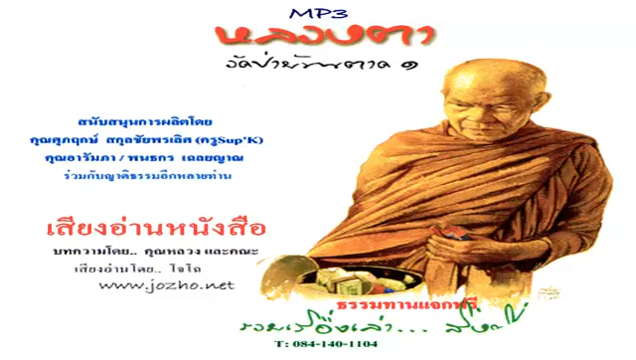 MP3
หลวงตา
วัดป่าบ้านตาด ๑
สนับสนุนการผลิตโดย
คุณศุภฤกษ์ สกุลชัยพรเลิศ (ครูSup'K)
คุณอารัมภา / พนธกร เฉลยญาณ
ร่วมกับญาติธรรมอีกหลายท่าน
เสียงอ่านหนังสือ
บทความโดย.. คุณหลวง และคณะ
เสียงอ่านโดย.. โจโฉ
www.jozho.net
ธรรมทานแจกฟรี
รวมเรื่องเล่า...
T: 084-140-1104